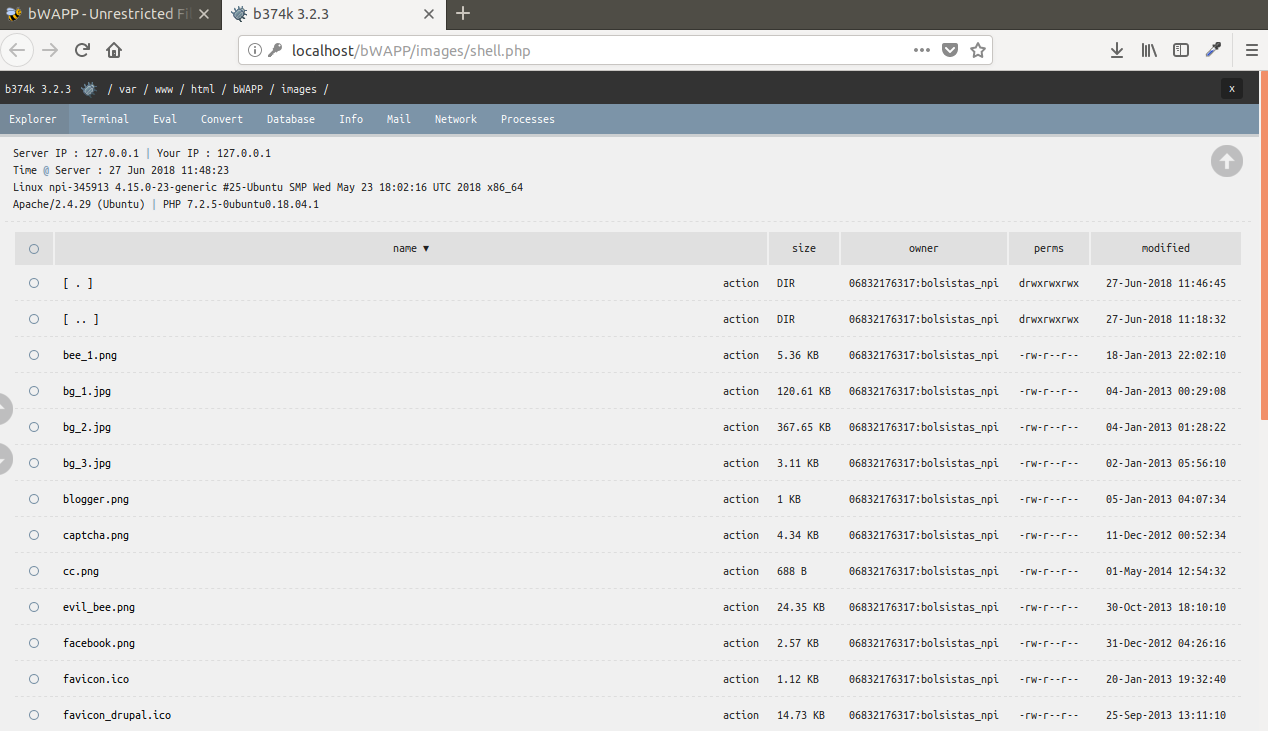 bWAPP - Unrestricted Fil
b374k 3.2.3
localhost/bWAPP/images/shell.php
b374k 3.2.3 / var / www / html / bWAPP / images / x
Explorer Terminal Eval Convert Database Info Mail Network Processes
Server IP : 127.0.0.1 | Your IP : 127.0.0.1
Time @ Server : 27 Jun 2018 11:48:23
Linux npi-345913 4.15.0-23-generic #25-Ubuntu SMP Wed May 23 18:02:16 UTC 2018 x86_64
Apache/2.4.29 (Ubuntu) | PHP 7.2.5-0ubuntu0.18.04.1
name ▼ size owner perms modified
[ . ] action DIR 06832176317:bolsistas_npi drwxrwxrwx 27-Jun-2018 11:46:45
[ .. ] action DIR 06832176317:bolsistas_npi drwxrwxrwx 27-Jun-2018 11:18:32
bee_1.png action 5.36 KB 06832176317:bolsistas_npi -rw-r--r-- 18-Jan-2013 22:02:10
bg_1.jpg action 120.61 KB 06832176317:bolsistas_npi -rw-r--r-- 04-Jan-2013 00:29:08
bg_2.jpg action 367.65 KB 06832176317:bolsistas_npi -rw-r--r-- 04-Jan-2013 01:28:22
bg_3.jpg action 3.11 KB 06832176317:bolsistas_npi -rw-r--r-- 02-Jan-2013 05:56:10
blogger.png action 1 KB 06832176317:bolsistas_npi -rw-r--r-- 05-Jan-2013 04:07:34
captcha.png action 4.34 KB 06832176317:bolsistas_npi -rw-r--r-- 11-Dec-2012 00:52:34
cc.png action 688 B 06832176317:bolsistas_npi -rw-r--r-- 01-May-2014 12:54:32
evil_bee.png action 24.35 KB 06832176317:bolsistas_npi -rw-r--r-- 30-Oct-2013 18:10:10
facebook.png action 2.57 KB 06832176317:bolsistas_npi -rw-r--r-- 31-Dec-2012 04:26:16
favicon.ico action 1.12 KB 06832176317:bolsistas_npi -rw-r--r-- 20-Jan-2013 19:32:40
favicon_drupal.ico action 14.73 KB 06832176317:bolsistas_npi -rw-r--r-- 25-Sep-2013 13:11:10